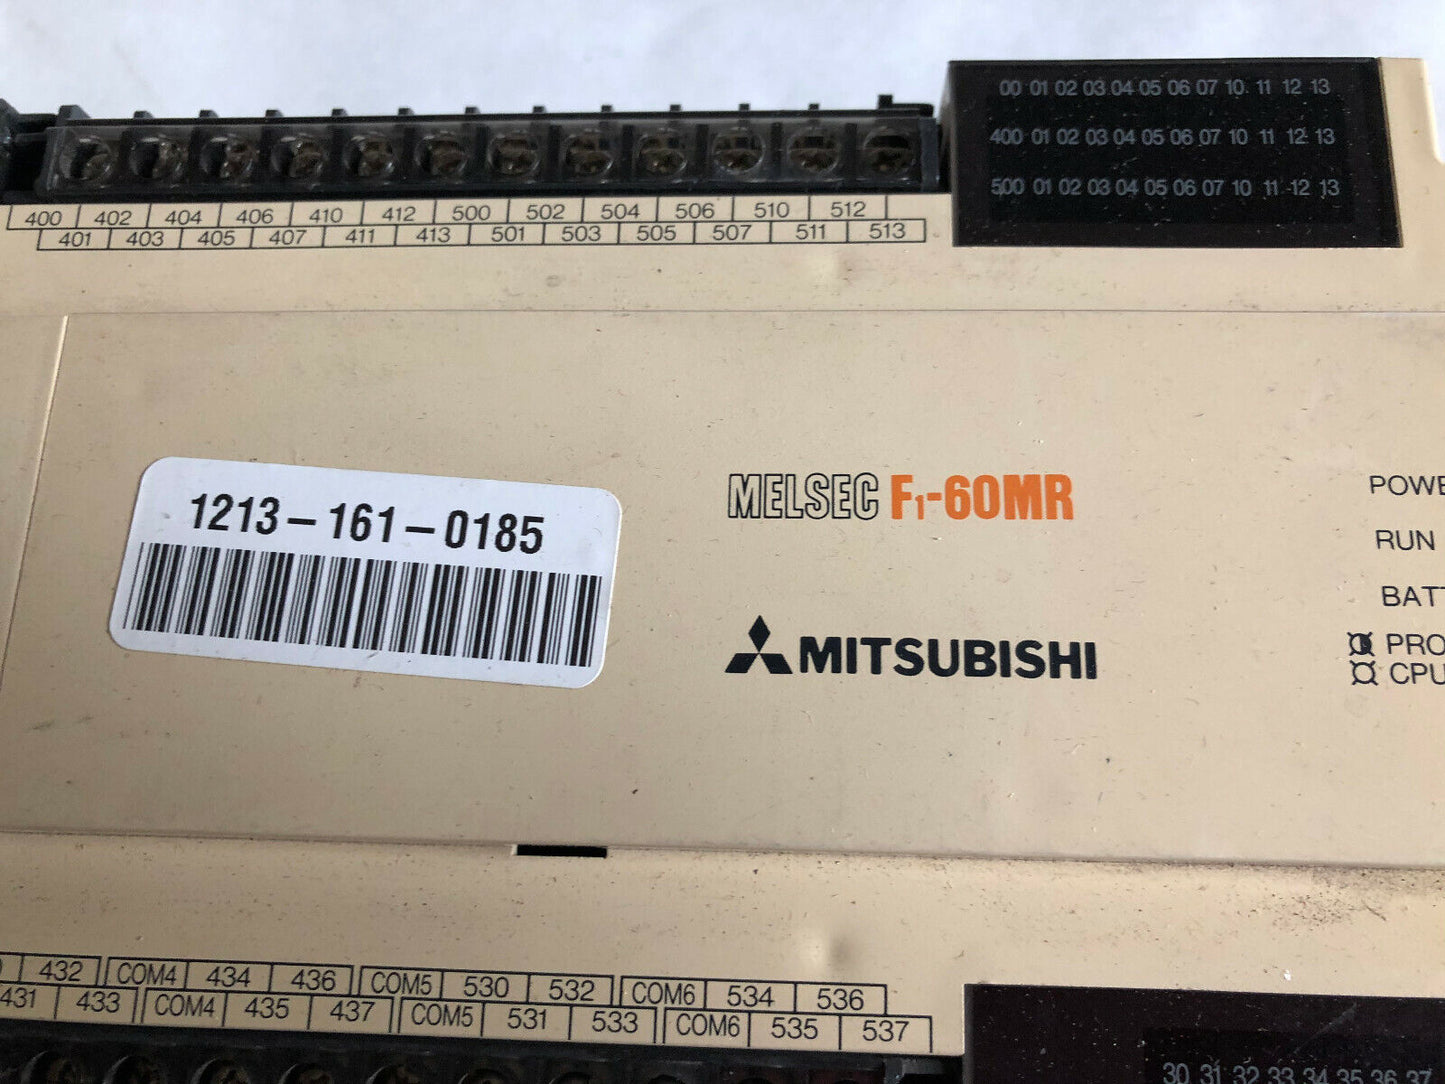 00 01 02 03 04 05 06 07 10. 11 12 13
400 01 02 03 04 05 06 07 10 11 12 13
500 01 02 03 04 05 06 07 10 11 12 13
400 402 404 406 410 412 500 502 504 506 510 512
401 403 405 407 411 413 501 503 505 507 511 513
1213-161-0185
MELSEC F1-60MR
MITSUBISHI
POWE
RUN
BATT
PRO
CPU
432 COM4 434 436 COM5 530 532 COM6 534 536
431 433 COM4 435 437 COM5 531 533 COM6 535 537
30 31 32 33 34 35 36 37